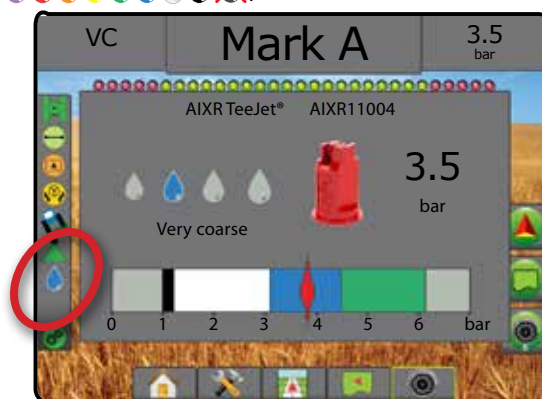 VC
Mark A
3.5
bar
AIXR TeeJet® AIXR11004
3.5
bar
Very coarse
0 1 2 3 4 5 6 bar